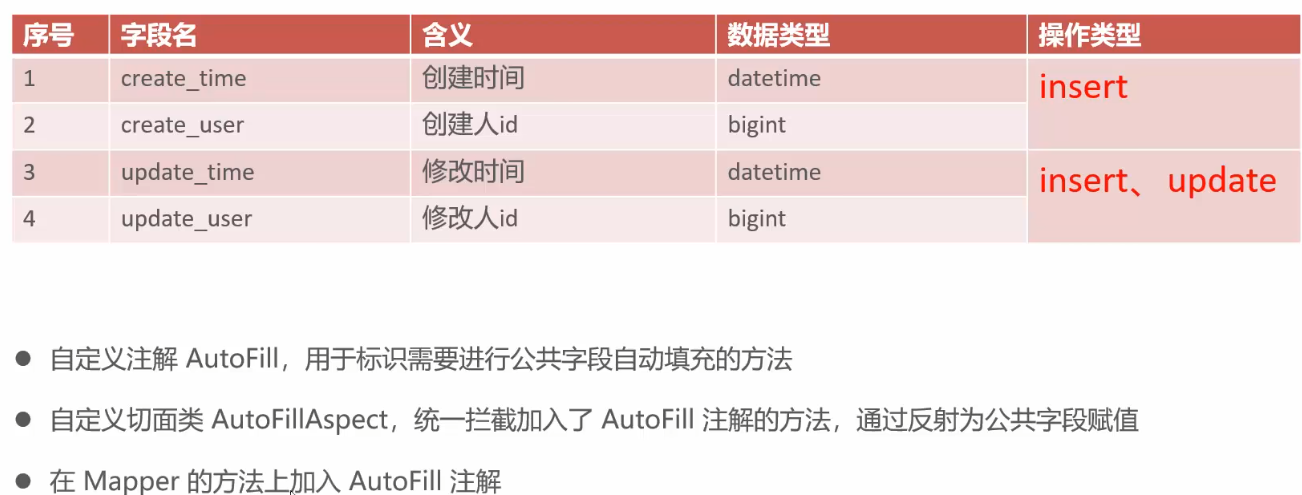 序号 字段名 含义 数据类型 操作类型
1 create_time 创建时间 datetime insert
2 create_user 创建人id bigint
3 update_time 修改时间 datetime insert、update
4 update_user 修改人id bigint
● 自定义注解 AutoFill，用于标识需要进行公共字段自动填充的方法
● 自定义切面类 AutoFillAspect，统一拦截加入了 AutoFill 注解的方法，通过反射为公共字段赋值
● 在 Mapper 的方法上加入 AutoFill 注解